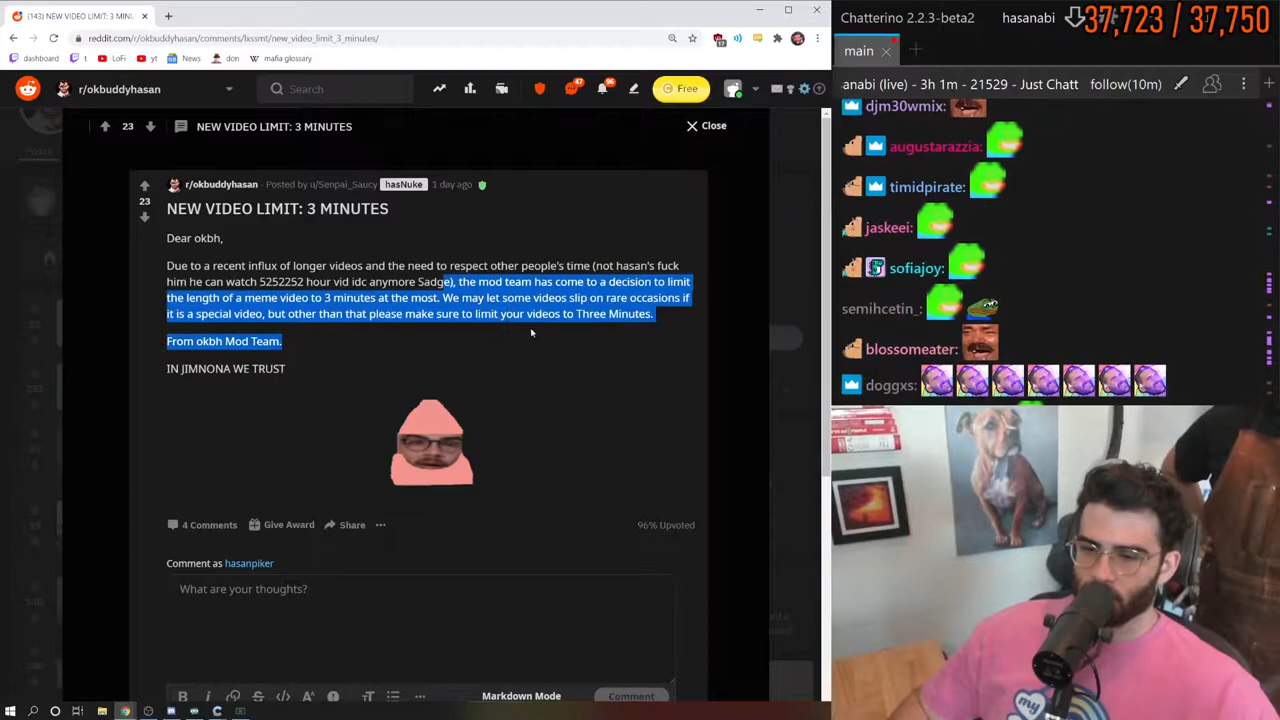 (143) NEW VIDEO LIMIT: 3 MINU
reddit.com/r/okbuddyhasan/comments/lxssmt/new_video_limit_3_minutes/
dashboard
LoFi
yt
News
don
mafia glossary
r/okbuddyhasan
Search
Free
23
NEW VIDEO LIMIT: 3 MINUTES
Close
Posts
23
r/okbuddyhasan · Posted by u/Senpai_Saucy hasNuke 1 day ago
NEW VIDEO LIMIT: 3 MINUTES
Dear okbh,
Due to a recent influx of longer videos and the need to respect other people's time (not hasan's fuck
him he can watch 5252252 hour vid idc anymore Sadge), the mod team has come to a decision to limit
the length of a meme video to 3 minutes at the most. We may let some videos slip on rare occasions if
it is a special video, but other than that please make sure to limit your videos to Three Minutes.
From okbh Mod Team.
IN JIMNONA WE TRUST
4 Comments
Give Award
Share
96% Upvoted
Comment as hasanpiker
What are your thoughts?
Markdown Mode
Comment
Chatterino 2.2.3-beta2
hasanabi
37,723 / 37,750
main
anabi (live) - 3h 1m - 21529 - Just Chatt
follow(10m)
djm30wmix:
augustarazzia:
timidpirate:
jaskeei:
sofiajoy:
semihcetin_:
blossomeater:
doggxs:
my